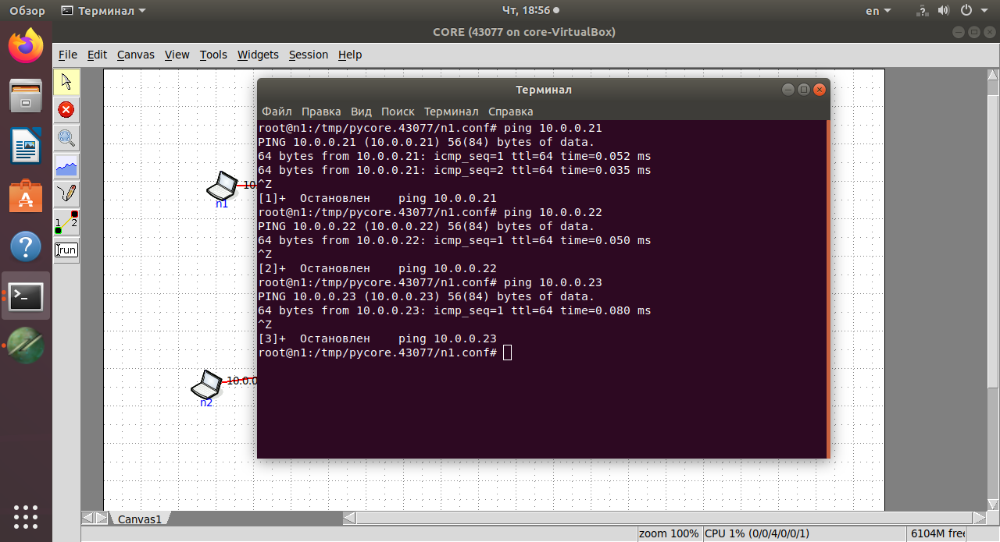 Обзор
Терминал
Чт, 18:56
en
CORE (43077 on core-VirtualBox)
File Edit Canvas View Tools Widgets Session Help
Терминал
Файл Правка Вид Поиск Терминал Справка
root@n1:/tmp/pycore.43077/n1.conf# ping 10.0.0.21
PING 10.0.0.21 (10.0.0.21) 56(84) bytes of data.
64 bytes from 10.0.0.21: icmp_seq=1 ttl=64 time=0.052 ms
64 bytes from 10.0.0.21: icmp_seq=2 ttl=64 time=0.035 ms
^Z
[1]+  Остановлен    ping 10.0.0.21
root@n1:/tmp/pycore.43077/n1.conf# ping 10.0.0.22
PING 10.0.0.22 (10.0.0.22) 56(84) bytes of data.
64 bytes from 10.0.0.22: icmp_seq=1 ttl=64 time=0.050 ms
^Z
[2]+  Остановлен    ping 10.0.0.22
root@n1:/tmp/pycore.43077/n1.conf# ping 10.0.0.23
PING 10.0.0.23 (10.0.0.23) 56(84) bytes of data.
64 bytes from 10.0.0.23: icmp_seq=1 ttl=64 time=0.080 ms
^Z
[3]+  Остановлен    ping 10.0.0.23
root@n1:/tmp/pycore.43077/n1.conf#
10.
n1
10.0.0
n2
1 2
run
Canvas1
zoom 100%
CPU 1% (0/0/4/0/0/1)
6104M free